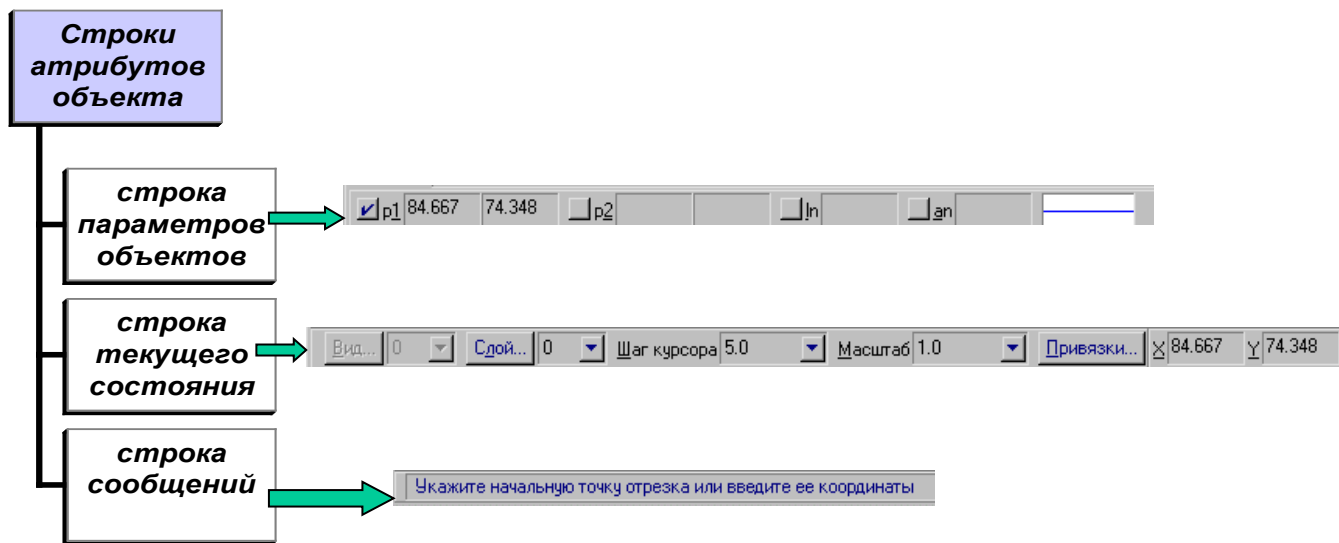 Строки
атрибутов
объекта
строка
параметров
объектов
p1 84.667 74.348 p2 ln an
строка
текущего
состояния
Вид... 0 Слой... 0 Шаг курсора 5.0 Масштаб 1.0 Привязки... X 84.667 Y 74.348
строка
сообщений
Укажите начальную точку отрезка или введите ее координаты